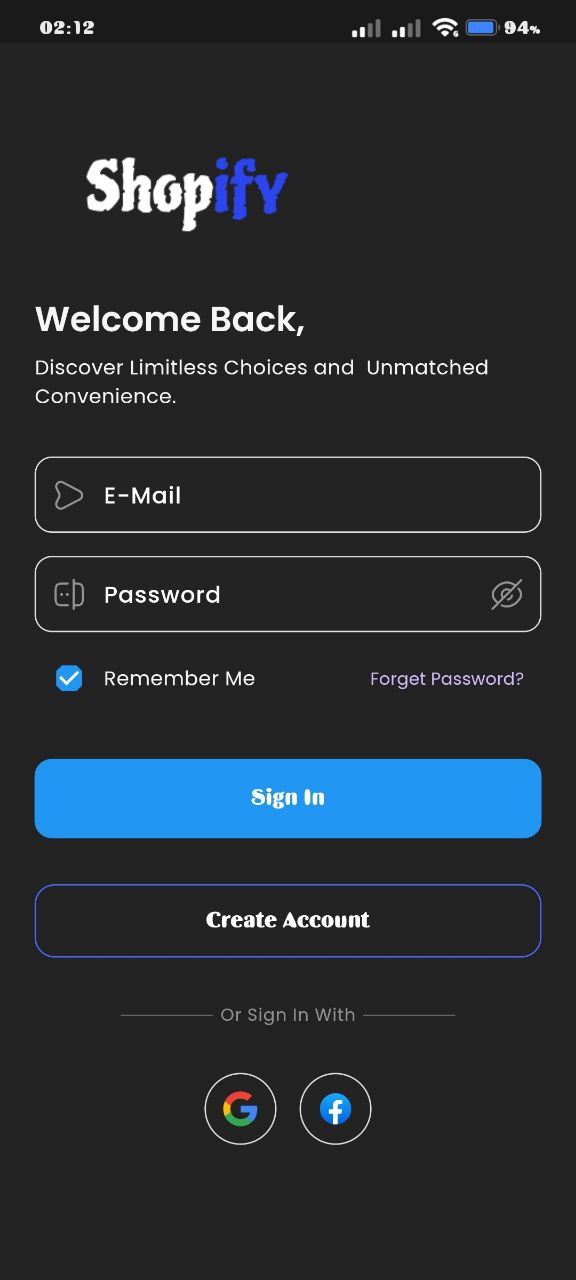 02:12
94%
Shopify
Welcome Back,
Discover Limitless Choices and Unmatched
Convenience.
E-Mail
Password
Remember Me
Forget Password?
Sign In
Create Account
Or Sign In With